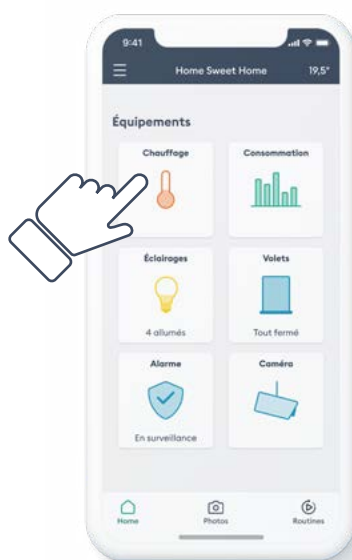 9:41
Home Sweet Home 19,5°
Équipements
Chauffage Consommation
Éclairages Volets
4 allumés Tout fermé
Alarme Caméra
En surveillance
Home Photos Routines